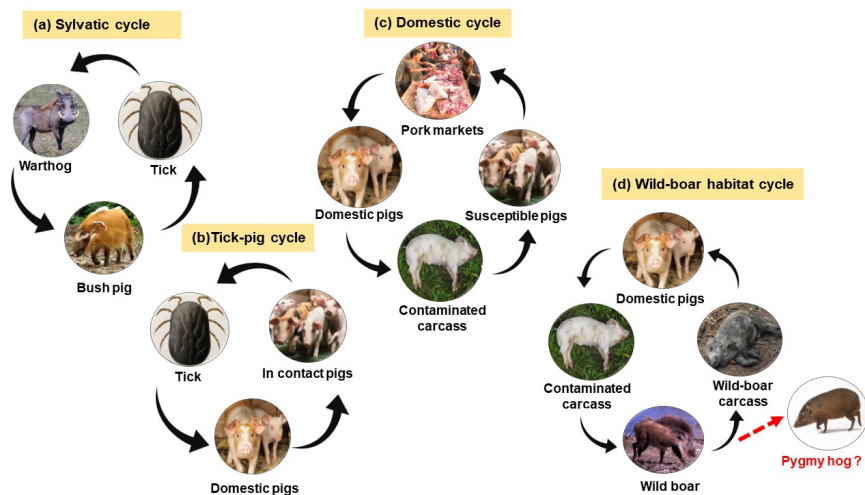 (a) Sylvatic cycle
Warthog
Tick
Bush pig
(b)Tick-pig cycle
Tick
In contact pigs
Domestic pigs
(c) Domestic cycle
Pork markets
Domestic pigs
Susceptible pigs
Contaminated
carcass
(d) Wild-boar habitat cycle
Domestic pigs
Contaminated
carcass
Wild-boar
carcass
Wild boar
Pygmy hog?